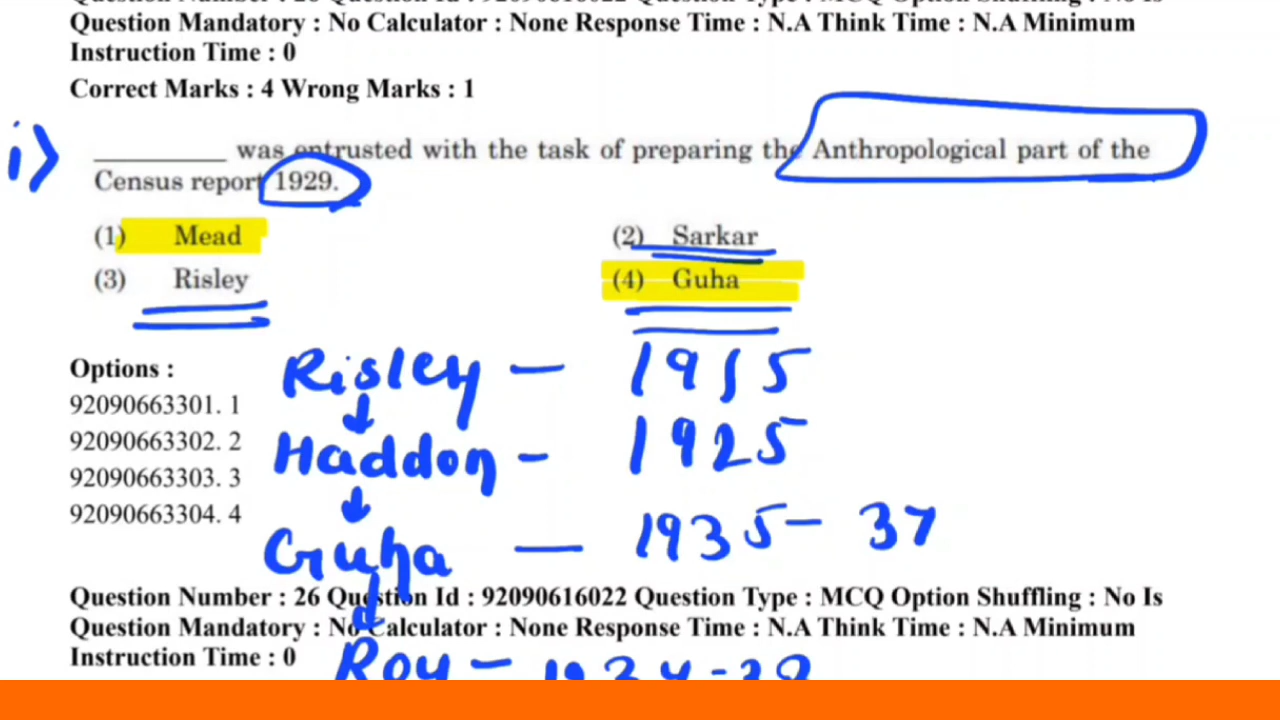 Question Mandatory : No Calculator : None Response Time : N.A Think Time : N.A Minimum
Instruction Time : 0
Correct Marks : 4 Wrong Marks : 1
i)
________ was entrusted with the task of preparing the Anthropological part of the
Census report 1929.
(1) Mead
(2) Sarkar
(3) Risley
(4) Guha
Options :
92090663301. 1
92090663302. 2
92090663303. 3
92090663304. 4
Risley — 1915
Haddon - 1925
Guha — 1935 - 37
Question Number : 26 Question Id : 92090616022 Question Type : MCQ Option Shuffling : No Is
Question Mandatory : No Calculator : None Response Time : N.A Think Time : N.A Minimum
Instruction Time : 0
Roy -